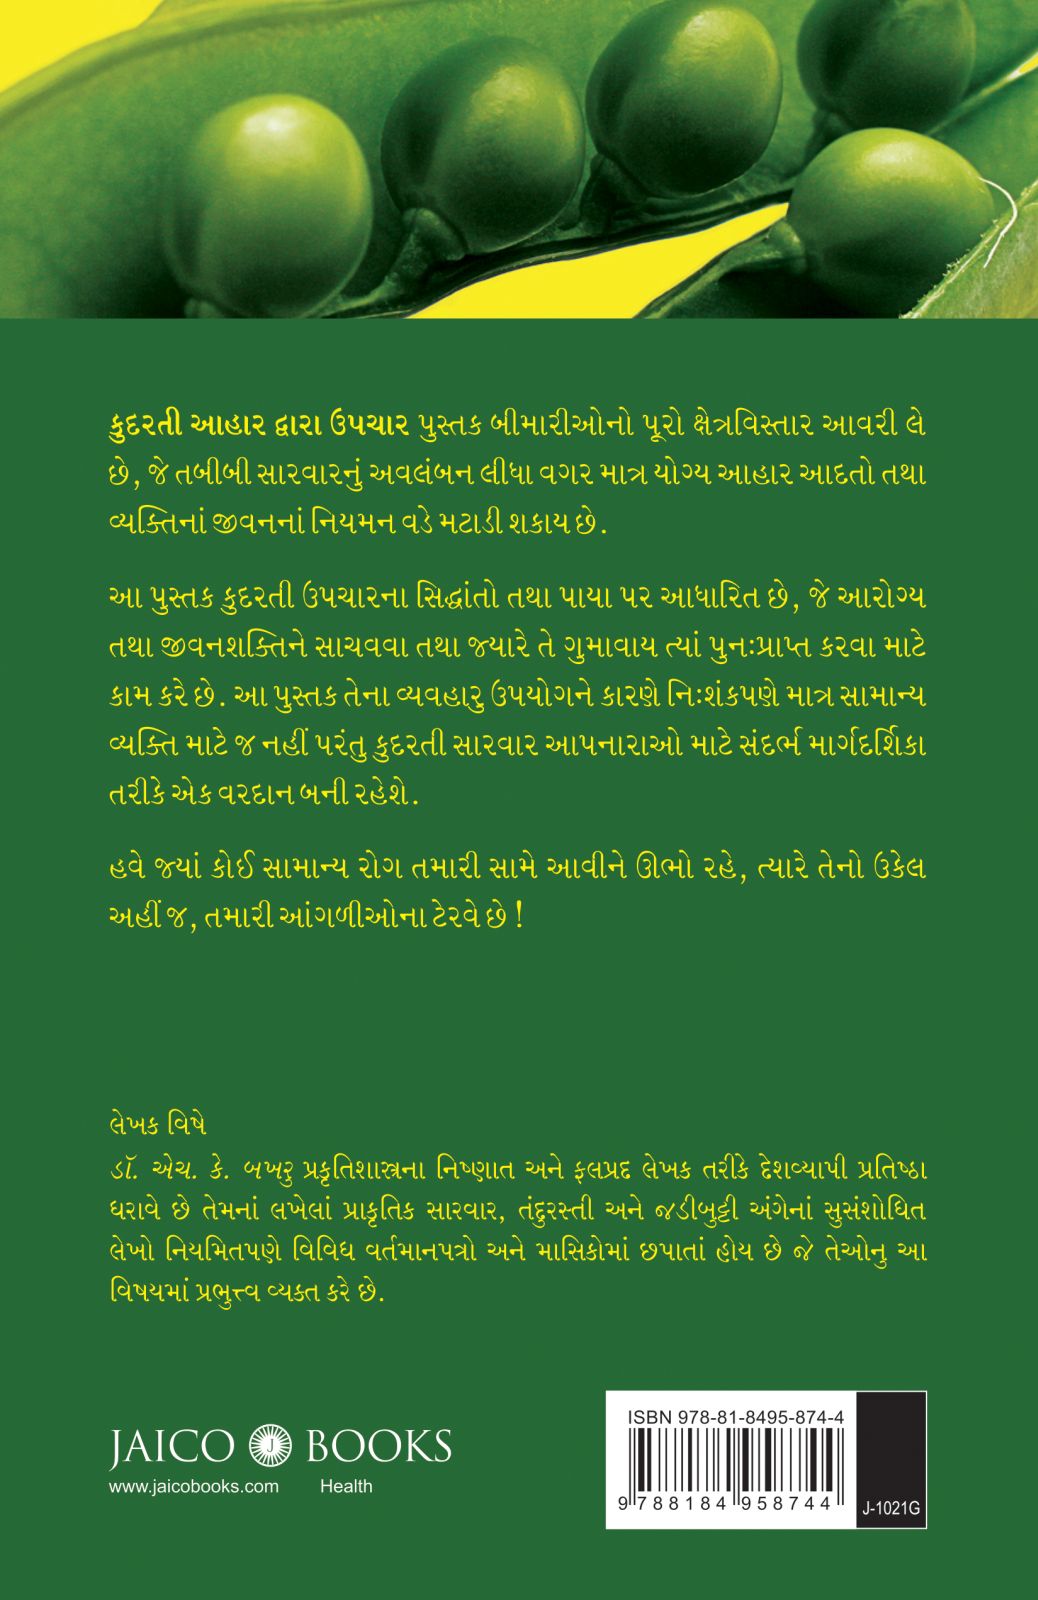 કુદરતી આહાર દ્વારા ઉપચાર પુસ્તક બીમારીઓનો પૂરો ક્ષેત્રવિસ્તાર આવરી લે
છે, જે તબીબી સારવારનું અવલંબન લીધા વગર માત્ર યોગ્ય આહાર આદતો તથા
વ્યક્તિનાં જીવનનાં નિયમન વડે મટાડી શકાય છે.
આ પુસ્તક કુદરતી ઉપચારના સિદ્ધાંતો તથા પાયા પર આધારિત છે, જે આરોગ્ય
તથા જીવનશક્તિને સાચવવા તથા જ્યારે તે ગુમાવાય ત્યાં પુનઃપ્રાપ્ત કરવા માટે
કામ કરે છે. આ પુસ્તક તેના વ્યવહારુ ઉપયોગને કારણે નિઃશંકપણે માત્ર સામાન્ય
વ્યક્તિ માટે જ નહીં પરંતુ કુદરતી સારવાર આપનારાઓ માટે સંદર્ભ માર્ગદર્શિકા
તરીકે એક વરદાન બની રહેશે.
હવે જ્યાં કોઈ સામાન્ય રોગ તમારી સામે આવીને ઊભો રહે, ત્યારે તેનો ઉકેલ
અહીં જ, તમારી આંગળીઓના ટેરવે છે !
લેખક વિષે
ડૉ. એચ. કે. બખરુ પ્રકૃતિશાસ્ત્રના નિષ્ણાત અને ફલપ્રદ લેખક તરીકે દેશવ્યાપી પ્રતિષ્ઠા
ધરાવે છે તેમનાં લખેલાં પ્રાકૃતિક સારવાર, તંદુરસ્તી અને જડીબુટ્ટી અંગેનાં સુસંશોધિત
લેખો નિયમિતપણે વિવિધ વર્તમાનપત્રો અને માસિકોમાં છપાતાં હોય છે જે તેઓનુ આ
વિષયમાં પ્રભુત્ત્વ વ્યક્ત કરે છે.
ISBN 978-81-8495-874-4
JAICO J BOOKS
www.jaicobooks.com Health
9 788184 958744
J-1021G